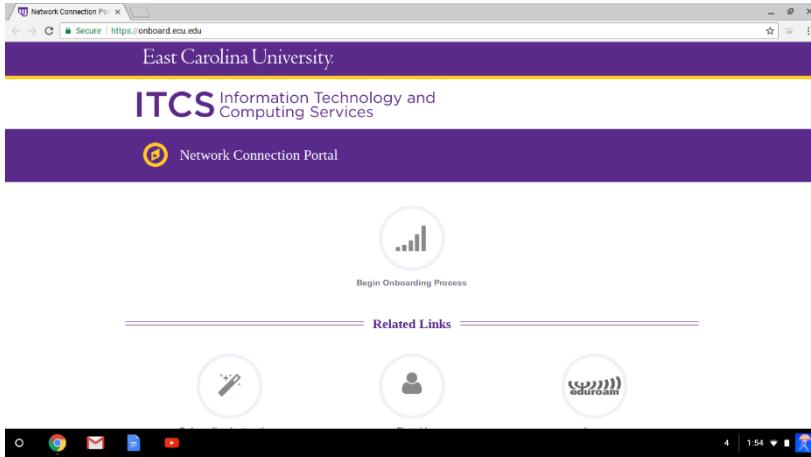 Network Connection Por
Secure | https://onboard.ecu.edu
East Carolina University.
ITCS Information Technology and
Computing Services
Network Connection Portal
Begin Onboarding Process
Related Links
eduroam
4 1:54